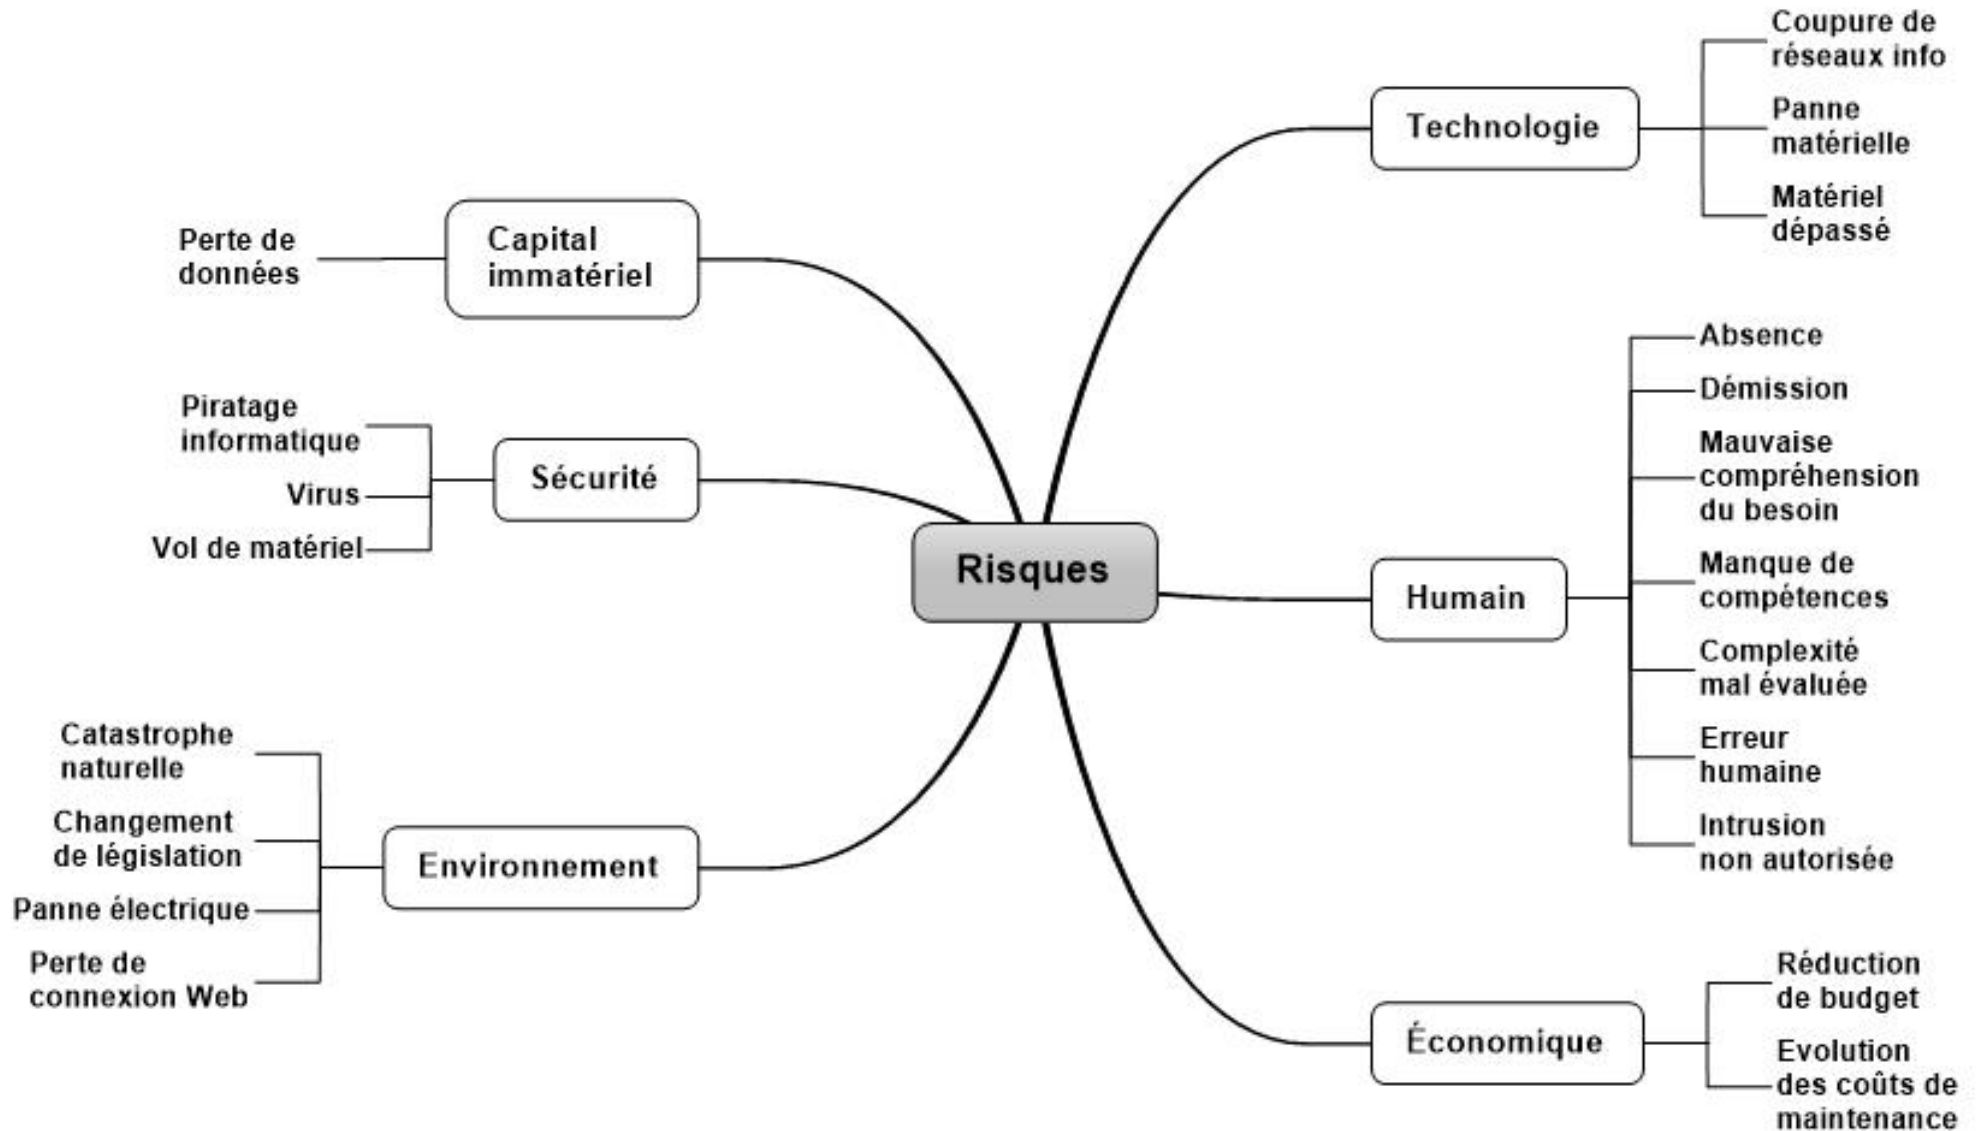 Risques
Technologie
Coupure de
réseaux info
Panne
matérielle
Matériel
dépassé
Humain
Absence
Démission
Mauvaise
compréhension
du besoin
Manque de
compétences
Complexité
mal évaluée
Erreur
humaine
Intrusion
non autorisée
Économique
Réduction
de budget
Evolution
des coûts de
maintenance
Capital
immatériel
Perte de
données
Sécurité
Piratage
informatique
Virus
Vol de matériel
Environnement
Catastrophe
naturelle
Changement
de législation
Panne électrique
Perte de
connexion Web